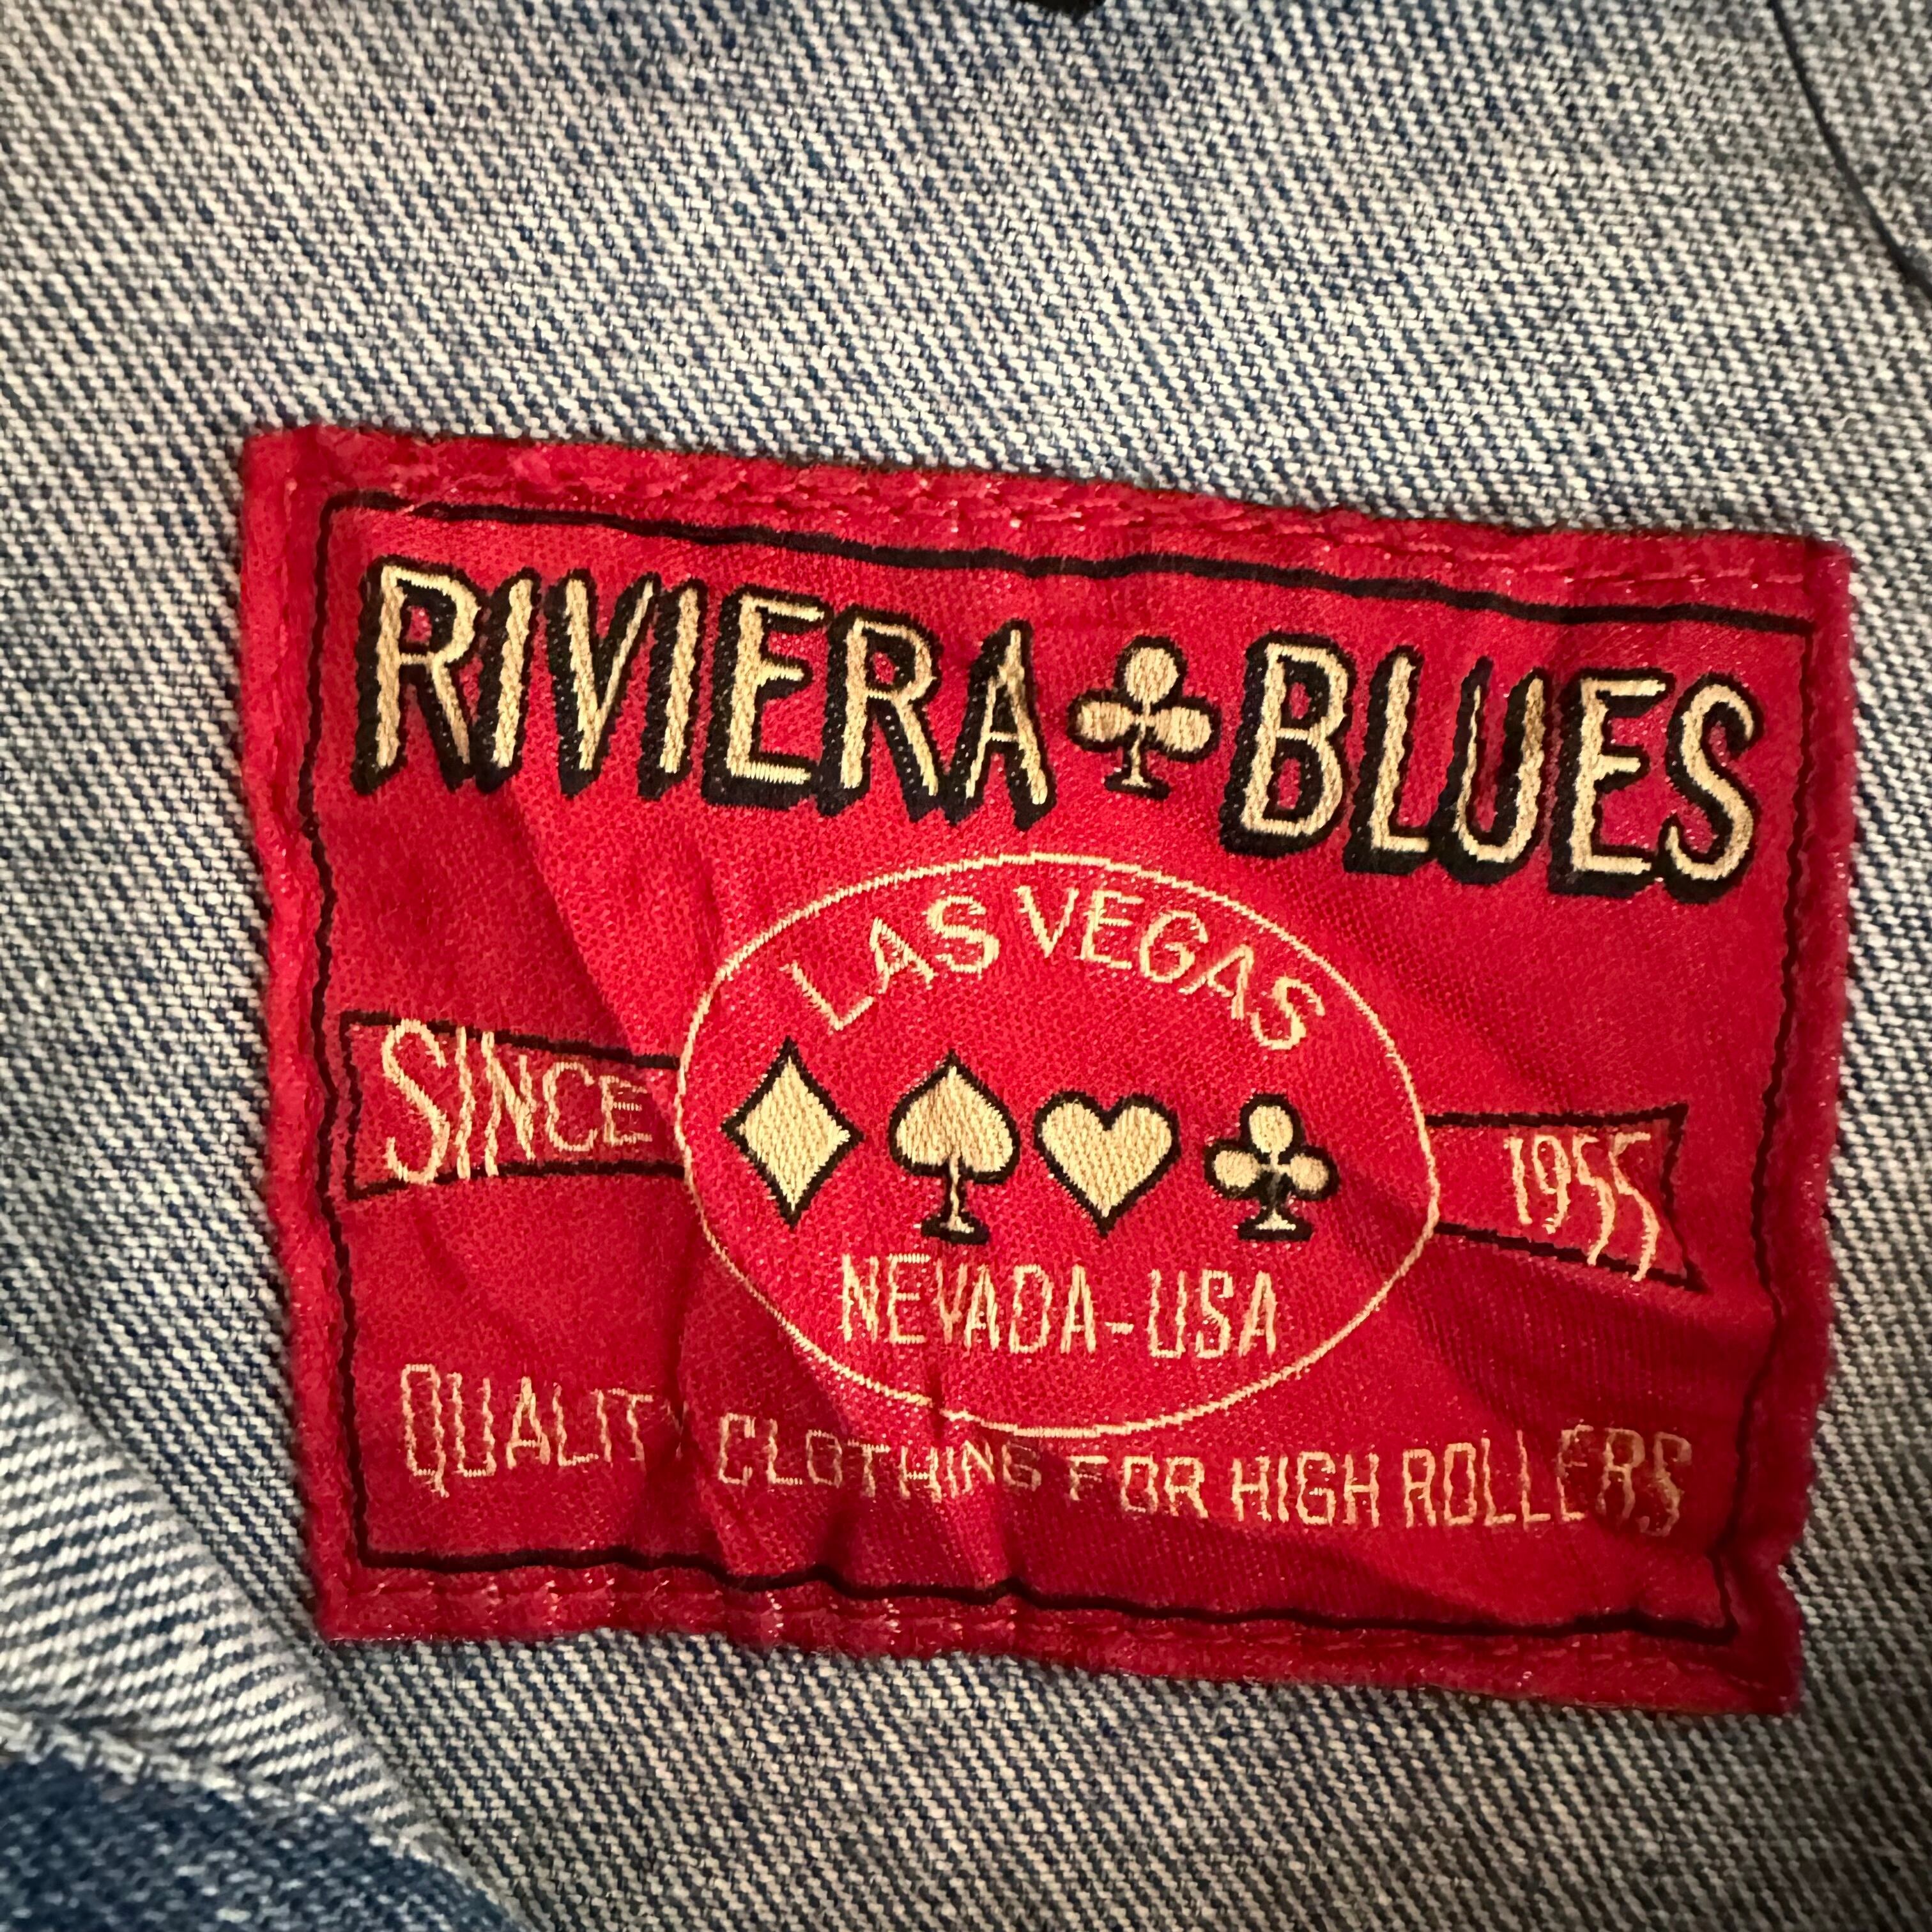 RIVIERA BLUES
LAS VEGAS
SINCE 1955
NEVADA-USA
QUALITY CLOTHING FOR HIGH ROLLERS